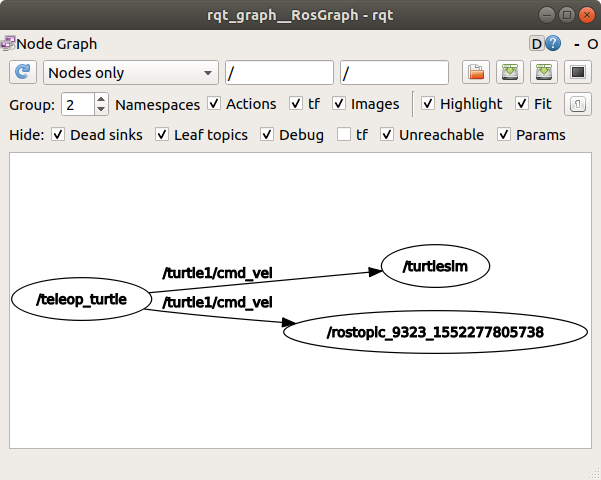 rqt_graph__RosGraph - rqt
Node Graph
D
- O
Nodes only
/
/
Group: 2 Namespaces Actions tf Images Highlight Fit
Hide: Dead sinks Leaf topics Debug tf Unreachable Params
/turtle1/cmd_vel
/turtlesim
/teleop_turtle
/turtle1/cmd_vel
/rostopic_9323_1552277805738